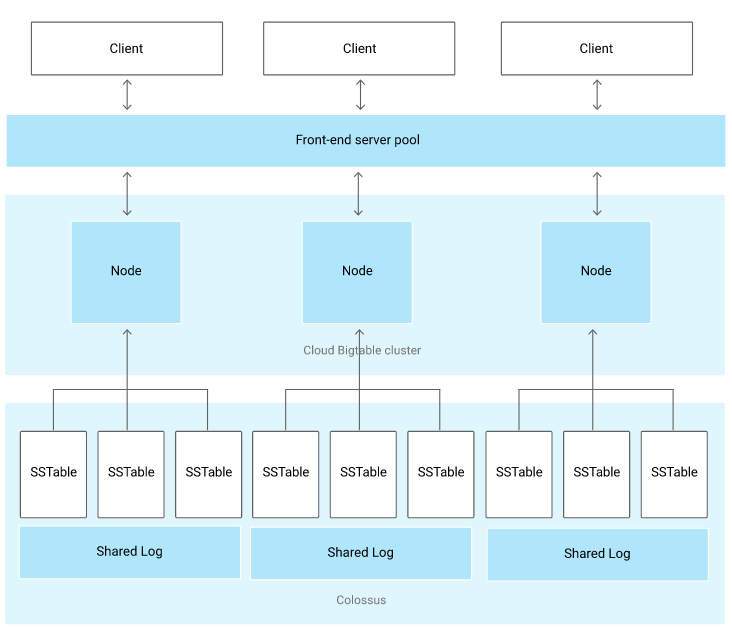 Client
Client
Client
Front-end server pool
Node
Node
Node
Cloud Bigtable cluster
SSTable
SSTable
SSTable
SSTable
SSTable
SSTable
SSTable
SSTable
SSTable
Shared Log
Shared Log
Shared Log
Colossus